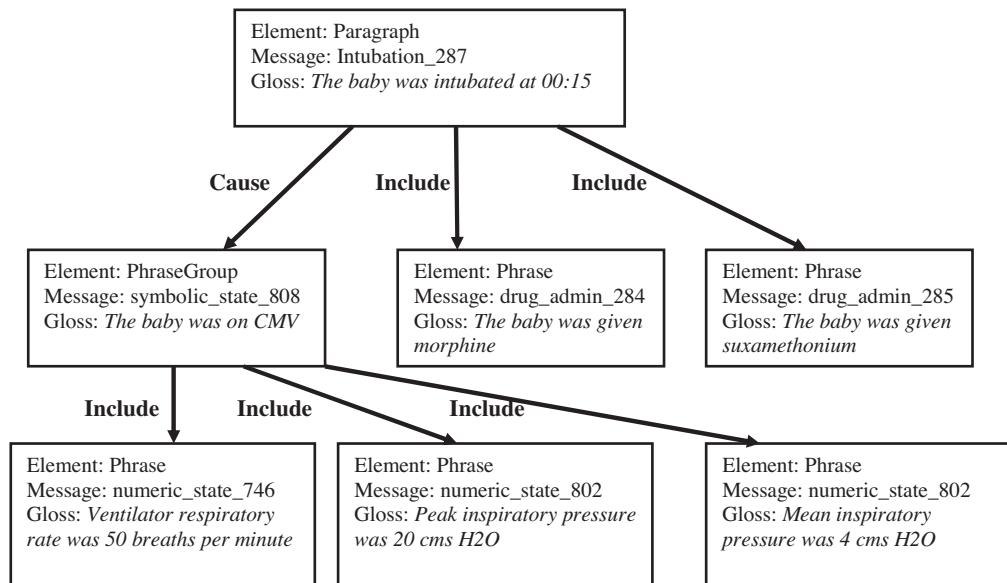 Element: Paragraph
Message: Intubation_287
Gloss: The baby was intubated at 00:15
Cause
Include
Include
Element: PhraseGroup
Message: symbolic_state_808
Gloss: The baby was on CMV
Element: Phrase
Message: drug_admin_284
Gloss: The baby was given
morphine
Element: Phrase
Message: drug_admin_285
Gloss: The baby was given
suxamethonium
Include
Include
Include
Element: Phrase
Message: numeric_state_746
Gloss: Ventilator respiratory
rate was 50 breaths per minute
Element: Phrase
Message: numeric_state_802
Gloss: Peak inspiratory pressure
was 20 cms H2O
Element: Phrase
Message: numeric_state_802
Gloss: Mean inspiratory
pressure was 4 cms H2O